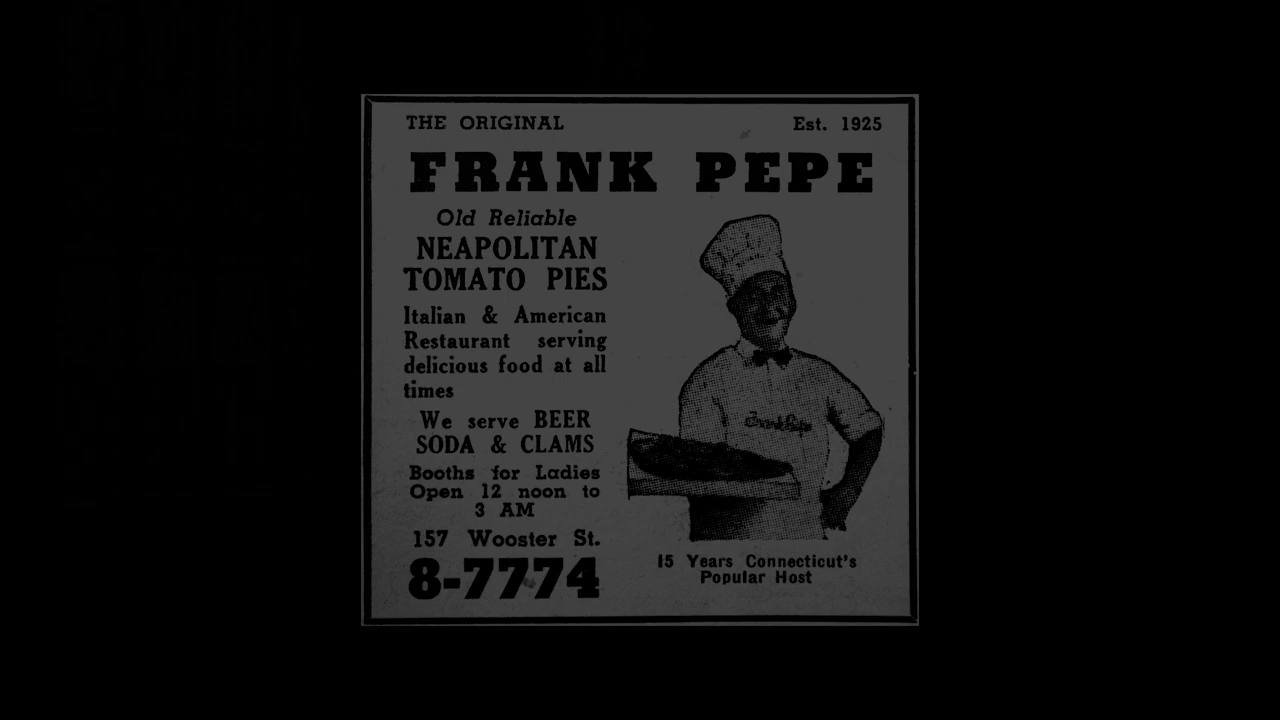 THE ORIGINAL Est. 1925
FRANK PEPE
Old Reliable
NEAPOLITAN
TOMATO PIES
Italian & American
Restaurant serving
delicious food at all
times
We serve BEER
SODA & CLAMS
Booths for Ladies
Open 12 noon to
3 AM
157 Wooster St.
8-7774
Frank Pepe
15 Years Connecticut's
Popular Host